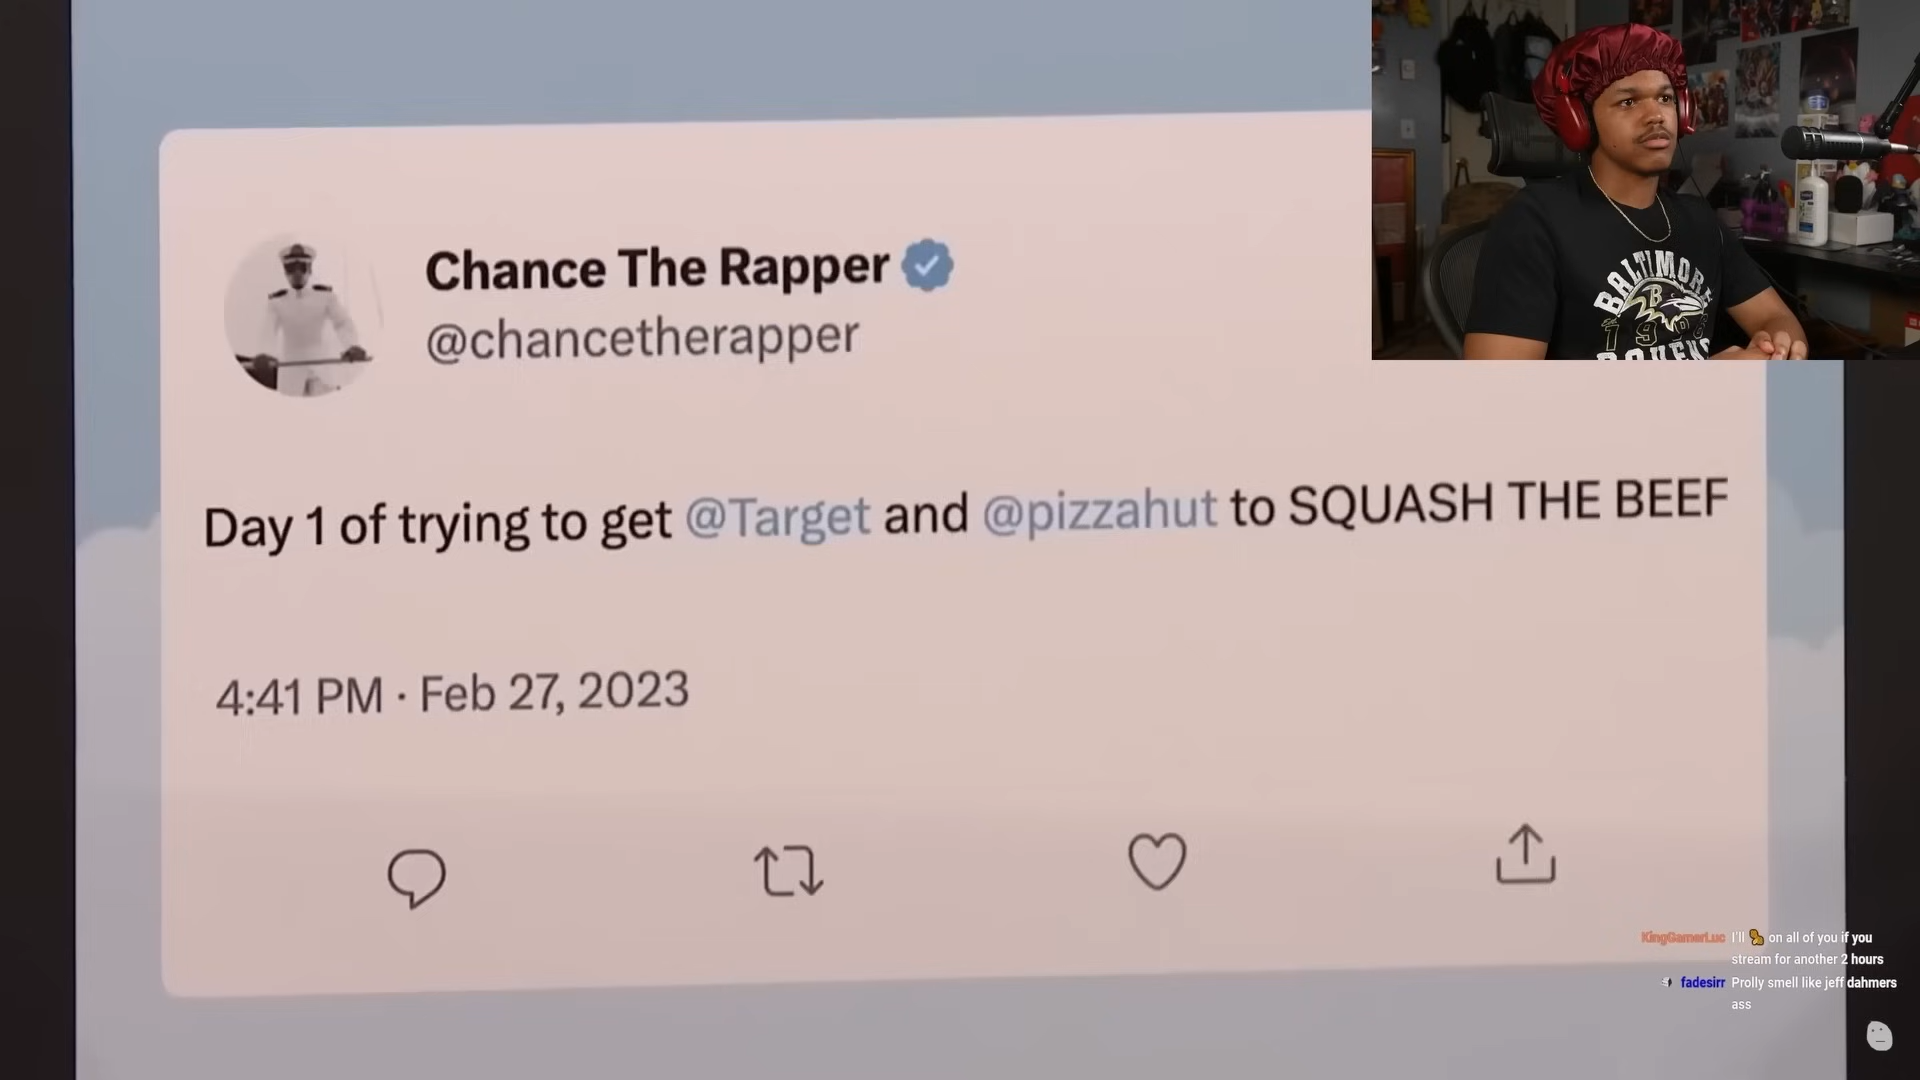 Chance The Rapper
@chancetherapper
Day 1 of trying to get @Target and @pizzahut to SQUASH THE BEEF
4:41 PM · Feb 27, 2023
BALTIMORE
B
RAVENS
KingGamerLuc I'll 🥜 on all of you if you
stream for another 2 hours
fadesirr Prolly smell like jeff dahmers
ass